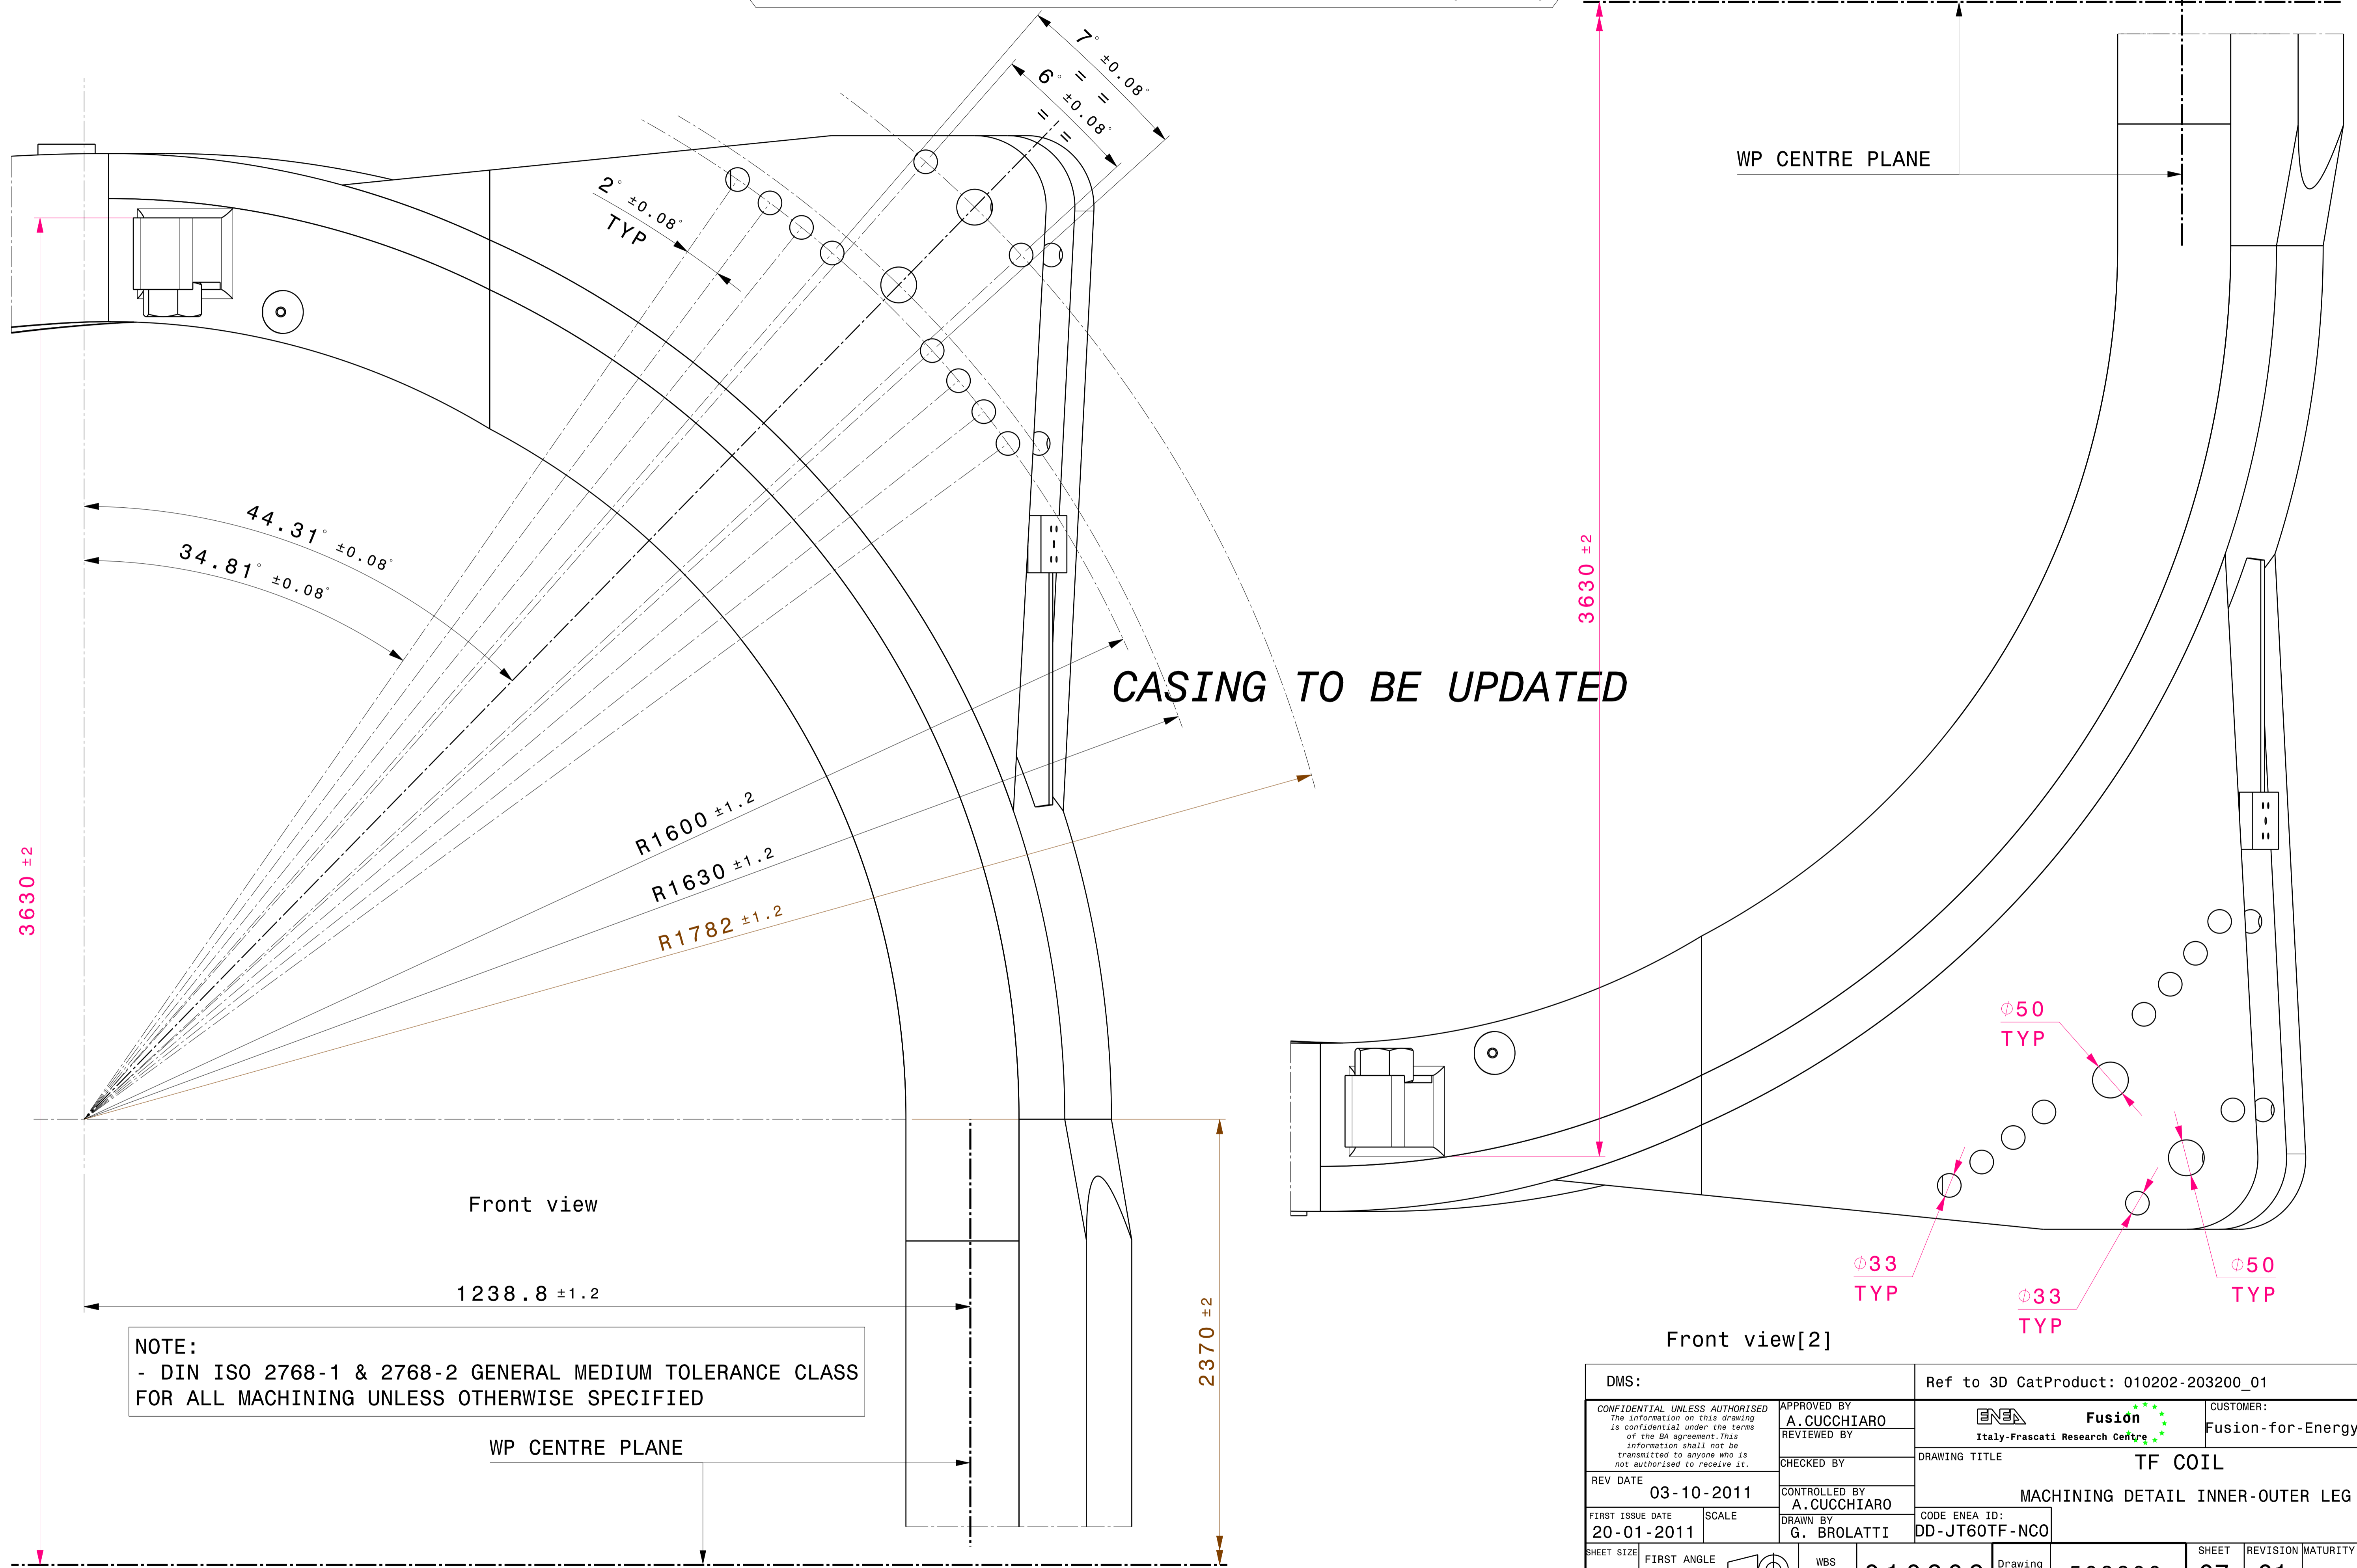 7° ±0.08°
= =
6° ±0.08°
= =
2° ±0.08°
TYP
44.31° ±0.08°
34.81° ±0.08°
3630 ±2
R1600 ±1.2
R1630 ±1.2
R1782 ±1.2
CASING TO BE UPDATED
Front view
1238.8 ±1.2
2370 ±2
NOTE:
- DIN ISO 2768-1 & 2768-2 GENERAL MEDIUM TOLERANCE CLASS
FOR ALL MACHINING UNLESS OTHERWISE SPECIFIED
WP CENTRE PLANE
WP CENTRE PLANE
3630 ±2
∅50
TYP
∅33
TYP
∅33
TYP
∅50
TYP
Front view[2]
DMS:
Ref to 3D CatProduct: 010202-203200_01
CONFIDENTIAL UNLESS AUTHORISED
The information on this drawing
is confidential under the terms
of the BA agreement.This
information shall not be
transmitted to anyone who is
not authorised to receive it.
APPROVED BY
A.CUCCHIARO
REVIEWED BY
CHECKED BY
CONTROLLED BY
A.CUCCHIARO
DRAWN BY
G. BROLATTI
REV DATE
03-10-2011
FIRST ISSUE DATE
20-01-2011
SCALE
ENEA
Fusion
Italy-Frascati Research Centre
CUSTOMER:
Fusion-for-Energy
DRAWING TITLE
TF COIL
MACHINING DETAIL INNER-OUTER LEG
CODE ENEA ID:
DD-JT60TF-NCO
SHEET SIZE
FIRST ANGLE
WBS
Drawing
SHEET
REVISION
MATURITY